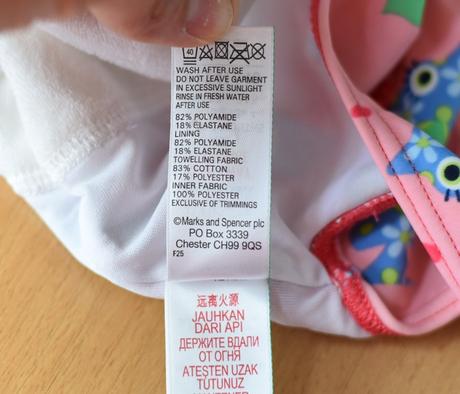 40
WASH AFTER USE
DO NOT LEAVE GARMENT
IN EXCESSIVE SUNLIGHT
RINSE IN FRESH WATER
AFTER USE
82% POLYAMIDE
18% ELASTANE
LINING
82% POLYAMIDE
18% ELASTANE
TOWELLING FABRIC
83% COTTON
17% POLYESTER
INNER FABRIC
100% POLYESTER
EXCLUSIVE OF TRIMMINGS
©Marks and Spencer plc
PO Box 3339
Chester CH99 9QS
F25
远离火源
JAUHKAN
DARI API
ДЕРЖИТЕ ВДАЛИ
ОТ ОГНЯ
ATEŞTEN UZAK
TUTUNUZ